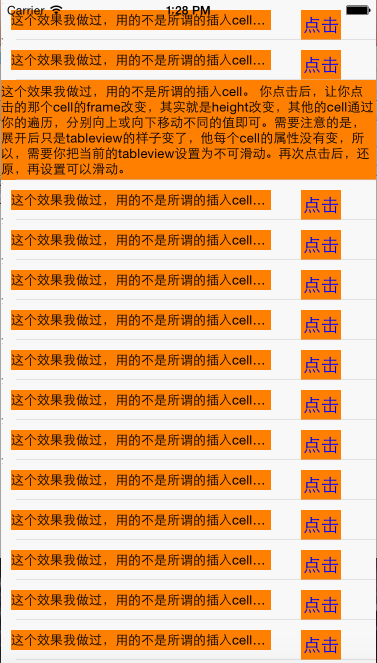 Carrier 1:28 PM
这个效果我做过，用的不是所谓的插入cell… 点击
这个效果我做过，用的不是所谓的插入cell… 点击
这个效果我做过，用的不是所谓的插入cell。 你点击后，让你点
击的那个cell的frame改变，其实就是height改变，其他的cell通过
你的遍历，分别向上或向下移动不同的值即可。需要注意的是，
展开后只是tableview的样子变了，他每个cell的属性没有变，所
以，需要你把当前的tableview设置为不可滑动。再次点击后，还
原，再设置可以滑动。
这个效果我做过，用的不是所谓的插入cell… 点击
这个效果我做过，用的不是所谓的插入cell… 点击
这个效果我做过，用的不是所谓的插入cell… 点击
这个效果我做过，用的不是所谓的插入cell… 点击
这个效果我做过，用的不是所谓的插入cell… 点击
这个效果我做过，用的不是所谓的插入cell… 点击
这个效果我做过，用的不是所谓的插入cell… 点击
这个效果我做过，用的不是所谓的插入cell… 点击
这个效果我做过，用的不是所谓的插入cell… 点击
这个效果我做过，用的不是所谓的插入cell… 点击
这个效果我做过，用的不是所谓的插入cell… 点击
这个效果我做过，用的不是所谓的插入cell… 点击